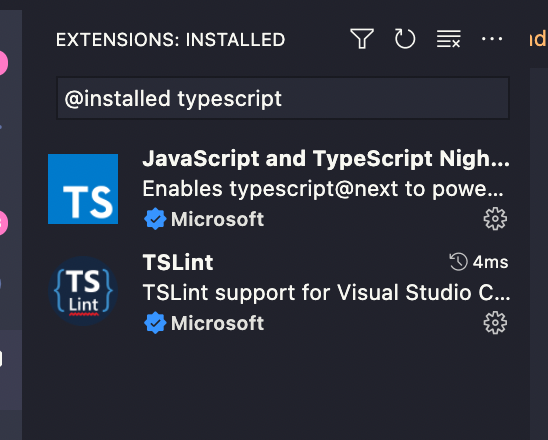 EXTENSIONS: INSTALLED
@installed typescript
JavaScript and TypeScript Nigh...
Enables typescript@next to powe...
TS
Microsoft
TSLint 4ms
TS
Lint
TSLint support for Visual Studio C...
Microsoft